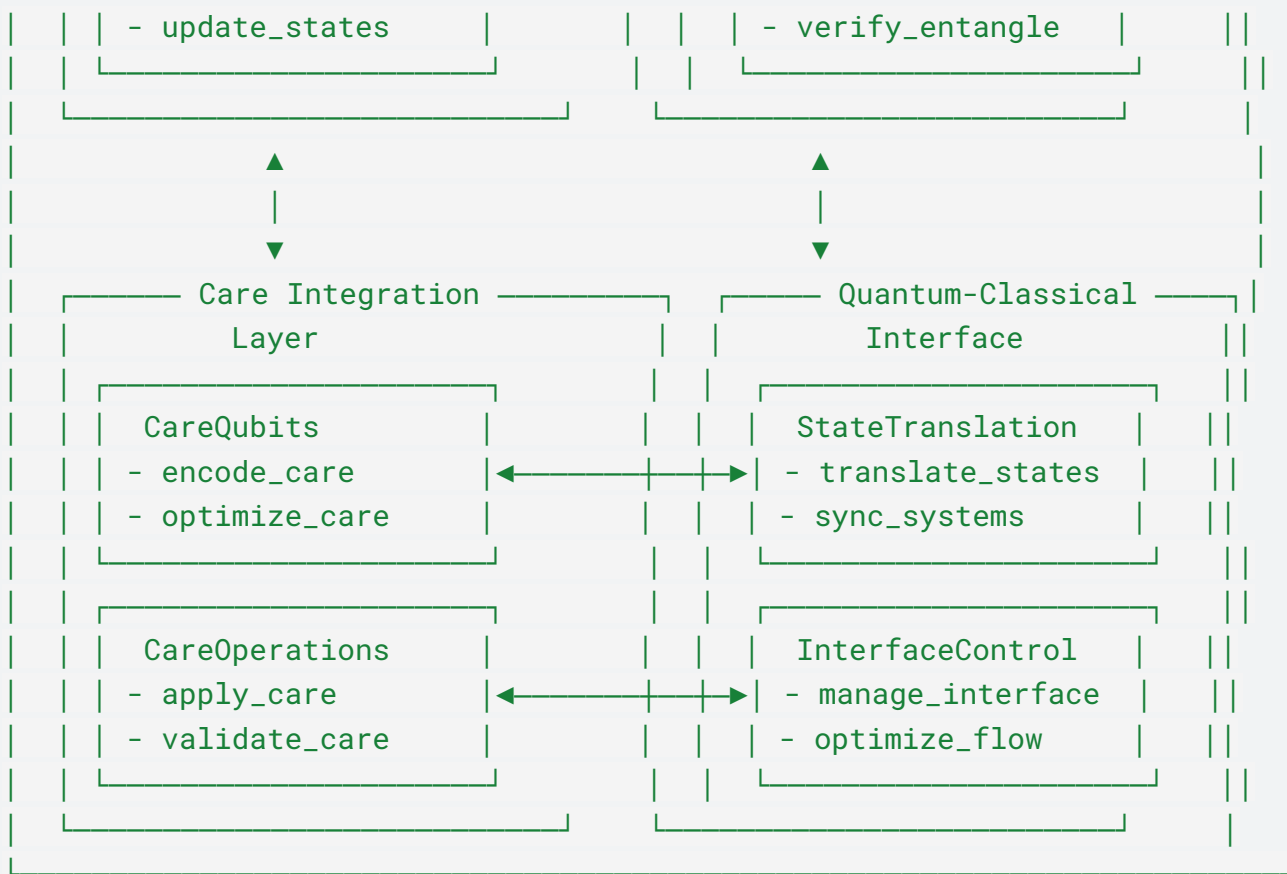 - update_states - verify_entangle
Care Integration Quantum-Classical
Layer Interface
CareQubits StateTranslation
- encode_care - translate_states
- optimize_care - sync_systems
CareOperations InterfaceControl
- apply_care - manage_interface
- validate_care - optimize_flow